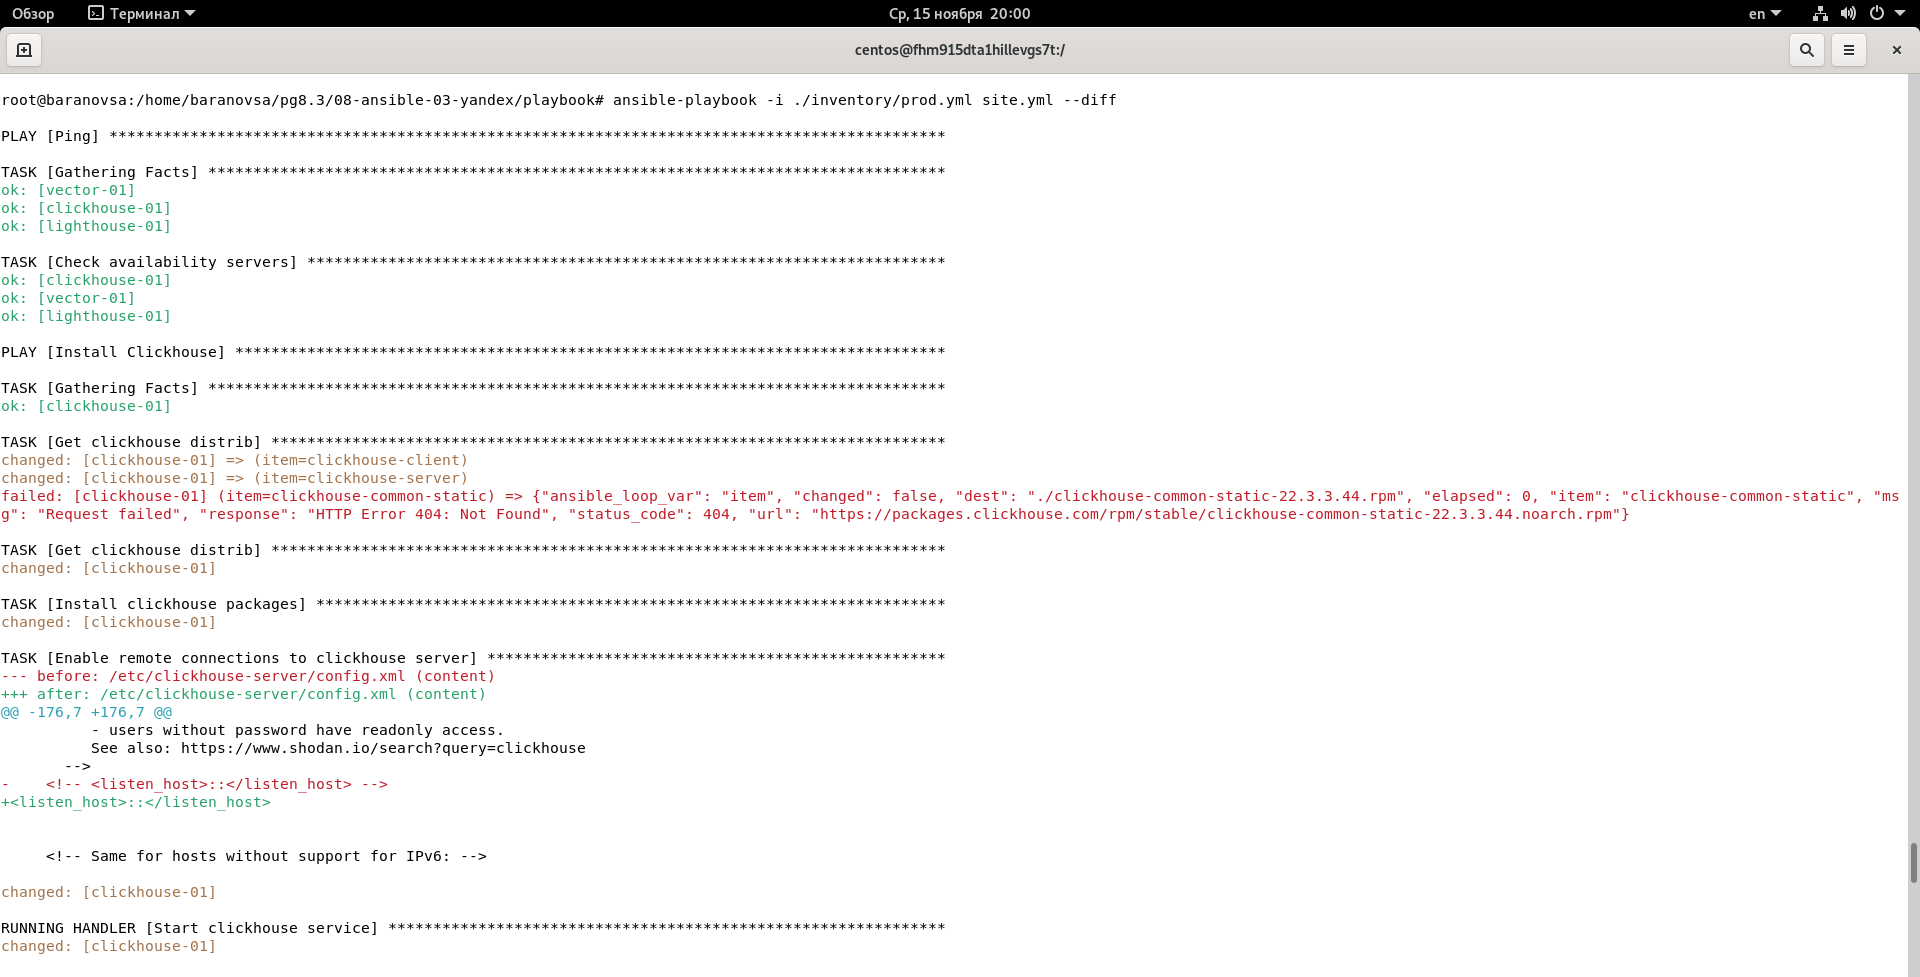 Обзор Терминал Ср, 15 ноября 20:00 en
centos@fhm915dta1hillevgs7t:/
root@baranovsa:/home/baranovsa/pg8.3/08-ansible-03-yandex/playbook# ansible-playbook -i ./inventory/prod.yml site.yml --diff
PLAY [Ping] *********************************************************************************************
TASK [Gathering Facts] **********************************************************************************
ok: [vector-01]
ok: [clickhouse-01]
ok: [lighthouse-01]
TASK [Check availability servers] ***********************************************************************
ok: [clickhouse-01]
ok: [vector-01]
ok: [lighthouse-01]
PLAY [Install Clickhouse] *******************************************************************************
TASK [Gathering Facts] **********************************************************************************
ok: [clickhouse-01]
TASK [Get clickhouse distrib] ***************************************************************************
changed: [clickhouse-01] => (item=clickhouse-client)
changed: [clickhouse-01] => (item=clickhouse-server)
failed: [clickhouse-01] (item=clickhouse-common-static) => {"ansible_loop_var": "item", "changed": false, "dest": "./clickhouse-common-static-22.3.3.44.rpm", "elapsed": 0, "item": "clickhouse-common-static", "ms
g": "Request failed", "response": "HTTP Error 404: Not Found", "status_code": 404, "url": "https://packages.clickhouse.com/rpm/stable/clickhouse-common-static-22.3.3.44.noarch.rpm"}
TASK [Get clickhouse distrib] ***************************************************************************
changed: [clickhouse-01]
TASK [Install clickhouse packages] **********************************************************************
changed: [clickhouse-01]
TASK [Enable remote connections to clickhouse server] ***************************************************
--- before: /etc/clickhouse-server/config.xml (content)
+++ after: /etc/clickhouse-server/config.xml (content)
@@ -176,7 +176,7 @@
- users without password have readonly access.
See also: https://www.shodan.io/search?query=clickhouse
-->
-    <!-- <listen_host>::</listen_host> -->
+<listen_host>::</listen_host>
<!-- Same for hosts without support for IPv6: -->
changed: [clickhouse-01]
RUNNING HANDLER [Start clickhouse service] **************************************************************
changed: [clickhouse-01]